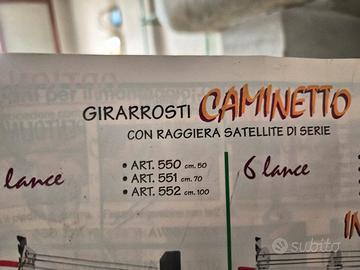 GIRARROSTI CAMINETTO
CON RAGGIERA SATELLITE DI SERIE
lance
• ART. 550 cm. 50
• ART. 551 cm. 70
• ART. 552 cm. 100
6 lance
IN
subito